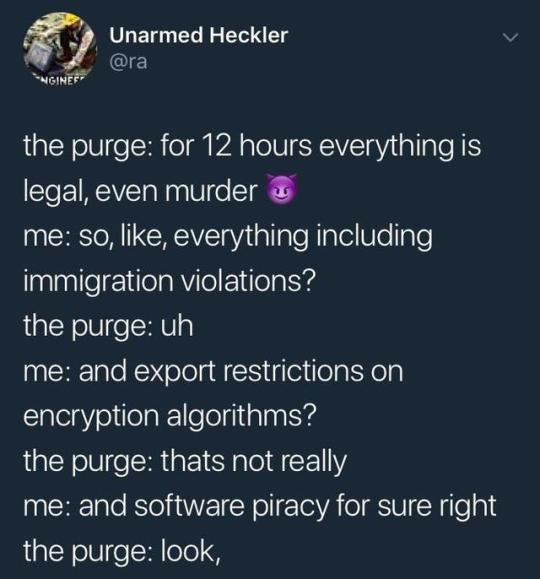 Unarmed Heckler
@ra
ENGINEER
the purge: for 12 hours everything is
legal, even murder 😈
me: so, like, everything including
immigration violations?
the purge: uh
me: and export restrictions on
encryption algorithms?
the purge: thats not really
me: and software piracy for sure right
the purge: look,